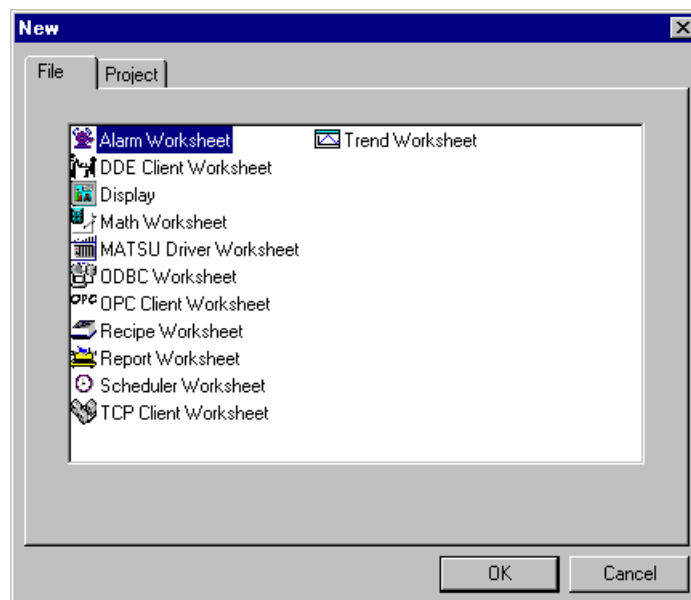 New
File Project
Alarm Worksheet Trend Worksheet
DDE Client Worksheet
Display
Math Worksheet
MATSU Driver Worksheet
ODBC Worksheet
OPC OPC Client Worksheet
Recipe Worksheet
Report Worksheet
Scheduler Worksheet
TCP Client Worksheet
OK Cancel